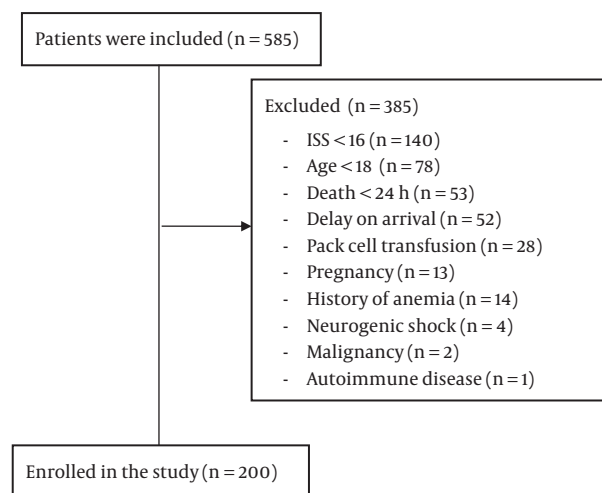 Patients were included (n = 585)
Excluded (n = 385)
- ISS < 16 (n = 140)
- Age < 18 (n = 78)
- Death < 24 h (n = 53)
- Delay on arrival (n = 52)
- Pack cell transfusion (n = 28)
- Pregnancy (n = 13)
- History of anemia (n = 14)
- Neurogenic shock (n = 4)
- Malignancy (n = 2)
- Autoimmune disease (n = 1)
Enrolled in the study (n = 200)